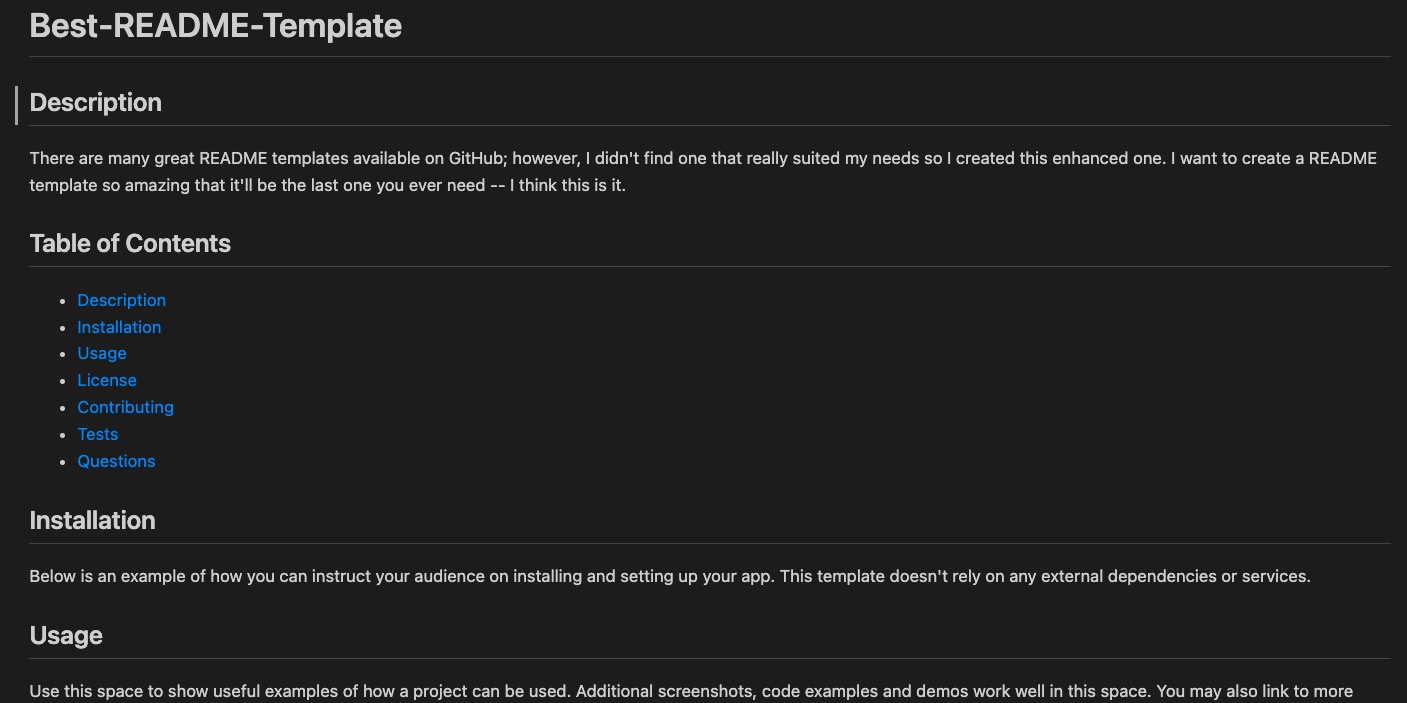 Best-README-Template
Description
There are many great README templates available on GitHub; however, I didn't find one that really suited my needs so I created this enhanced one. I want to create a README
template so amazing that it'll be the last one you ever need -- I think this is it.
Table of Contents
• Description
• Installation
• Usage
• License
• Contributing
• Tests
• Questions
Installation
Below is an example of how you can instruct your audience on installing and setting up your app. This template doesn't rely on any external dependencies or services.
Usage
Use this space to show useful examples of how a project can be used. Additional screenshots, code examples and demos work well in this space. You may also link to more